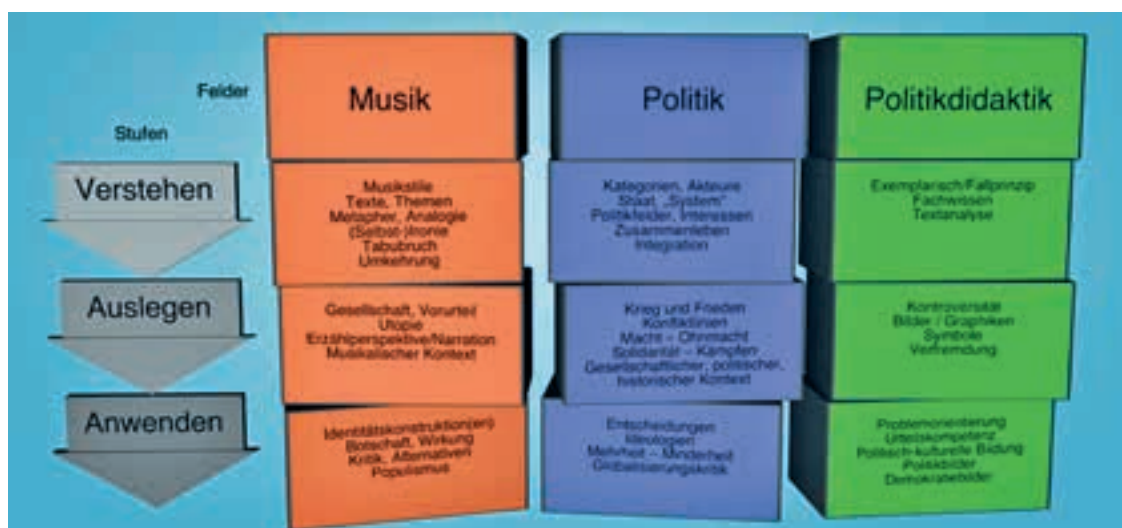 Felder
Stufen
Musik
Politik
Politikdidaktik
Verstehen
Musikstile
Texte, Themen
Metapher, Analogie
(Selbst-)Ironie
Tabubruch
Umkehrung
Kategorien, Akteure
Staat, „System"
Politikfelder, Interessen
Zusammenleben
Integration
Exemplarisch/Fallprinzip
Fachwissen
Textanalyse
Auslegen
Gesellschaft, Vorurteil
Utopie
Erzählperspektive/Narration
Musikalischer Kontext
Krieg und Frieden
Konfliktlinien
Macht – Ohnmacht
Solidarität – Kämpfen
Gesellschaftlicher, politischer,
historischer Kontext
Kontroversität
Bilder / Graphiken
Symbole
Verfremdung
Anwenden
Identitätskonstruktion(en)
Botschaft, Wirkung
Kritik, Alternativen
Populismus
Entscheidungen
Ideologien
Mehrheit – Minderheit
Globalisierungskritik
Problemorientierung
Urteilskompetenz
Politisch-kulturelle Bildung
Politikbilder
Demokratiebilder